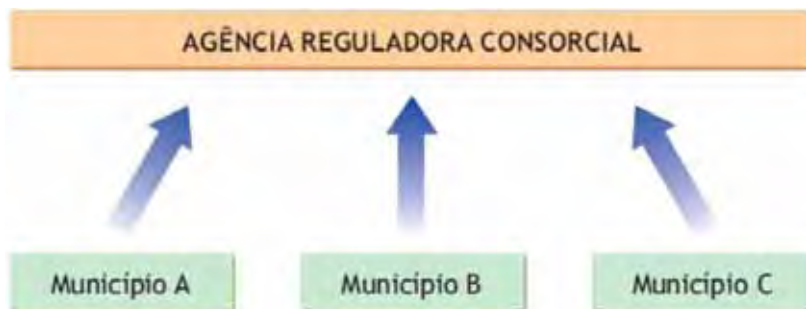 AGÊNCIA REGULADORA CONSORCIAL
Município A
Município B
Município C